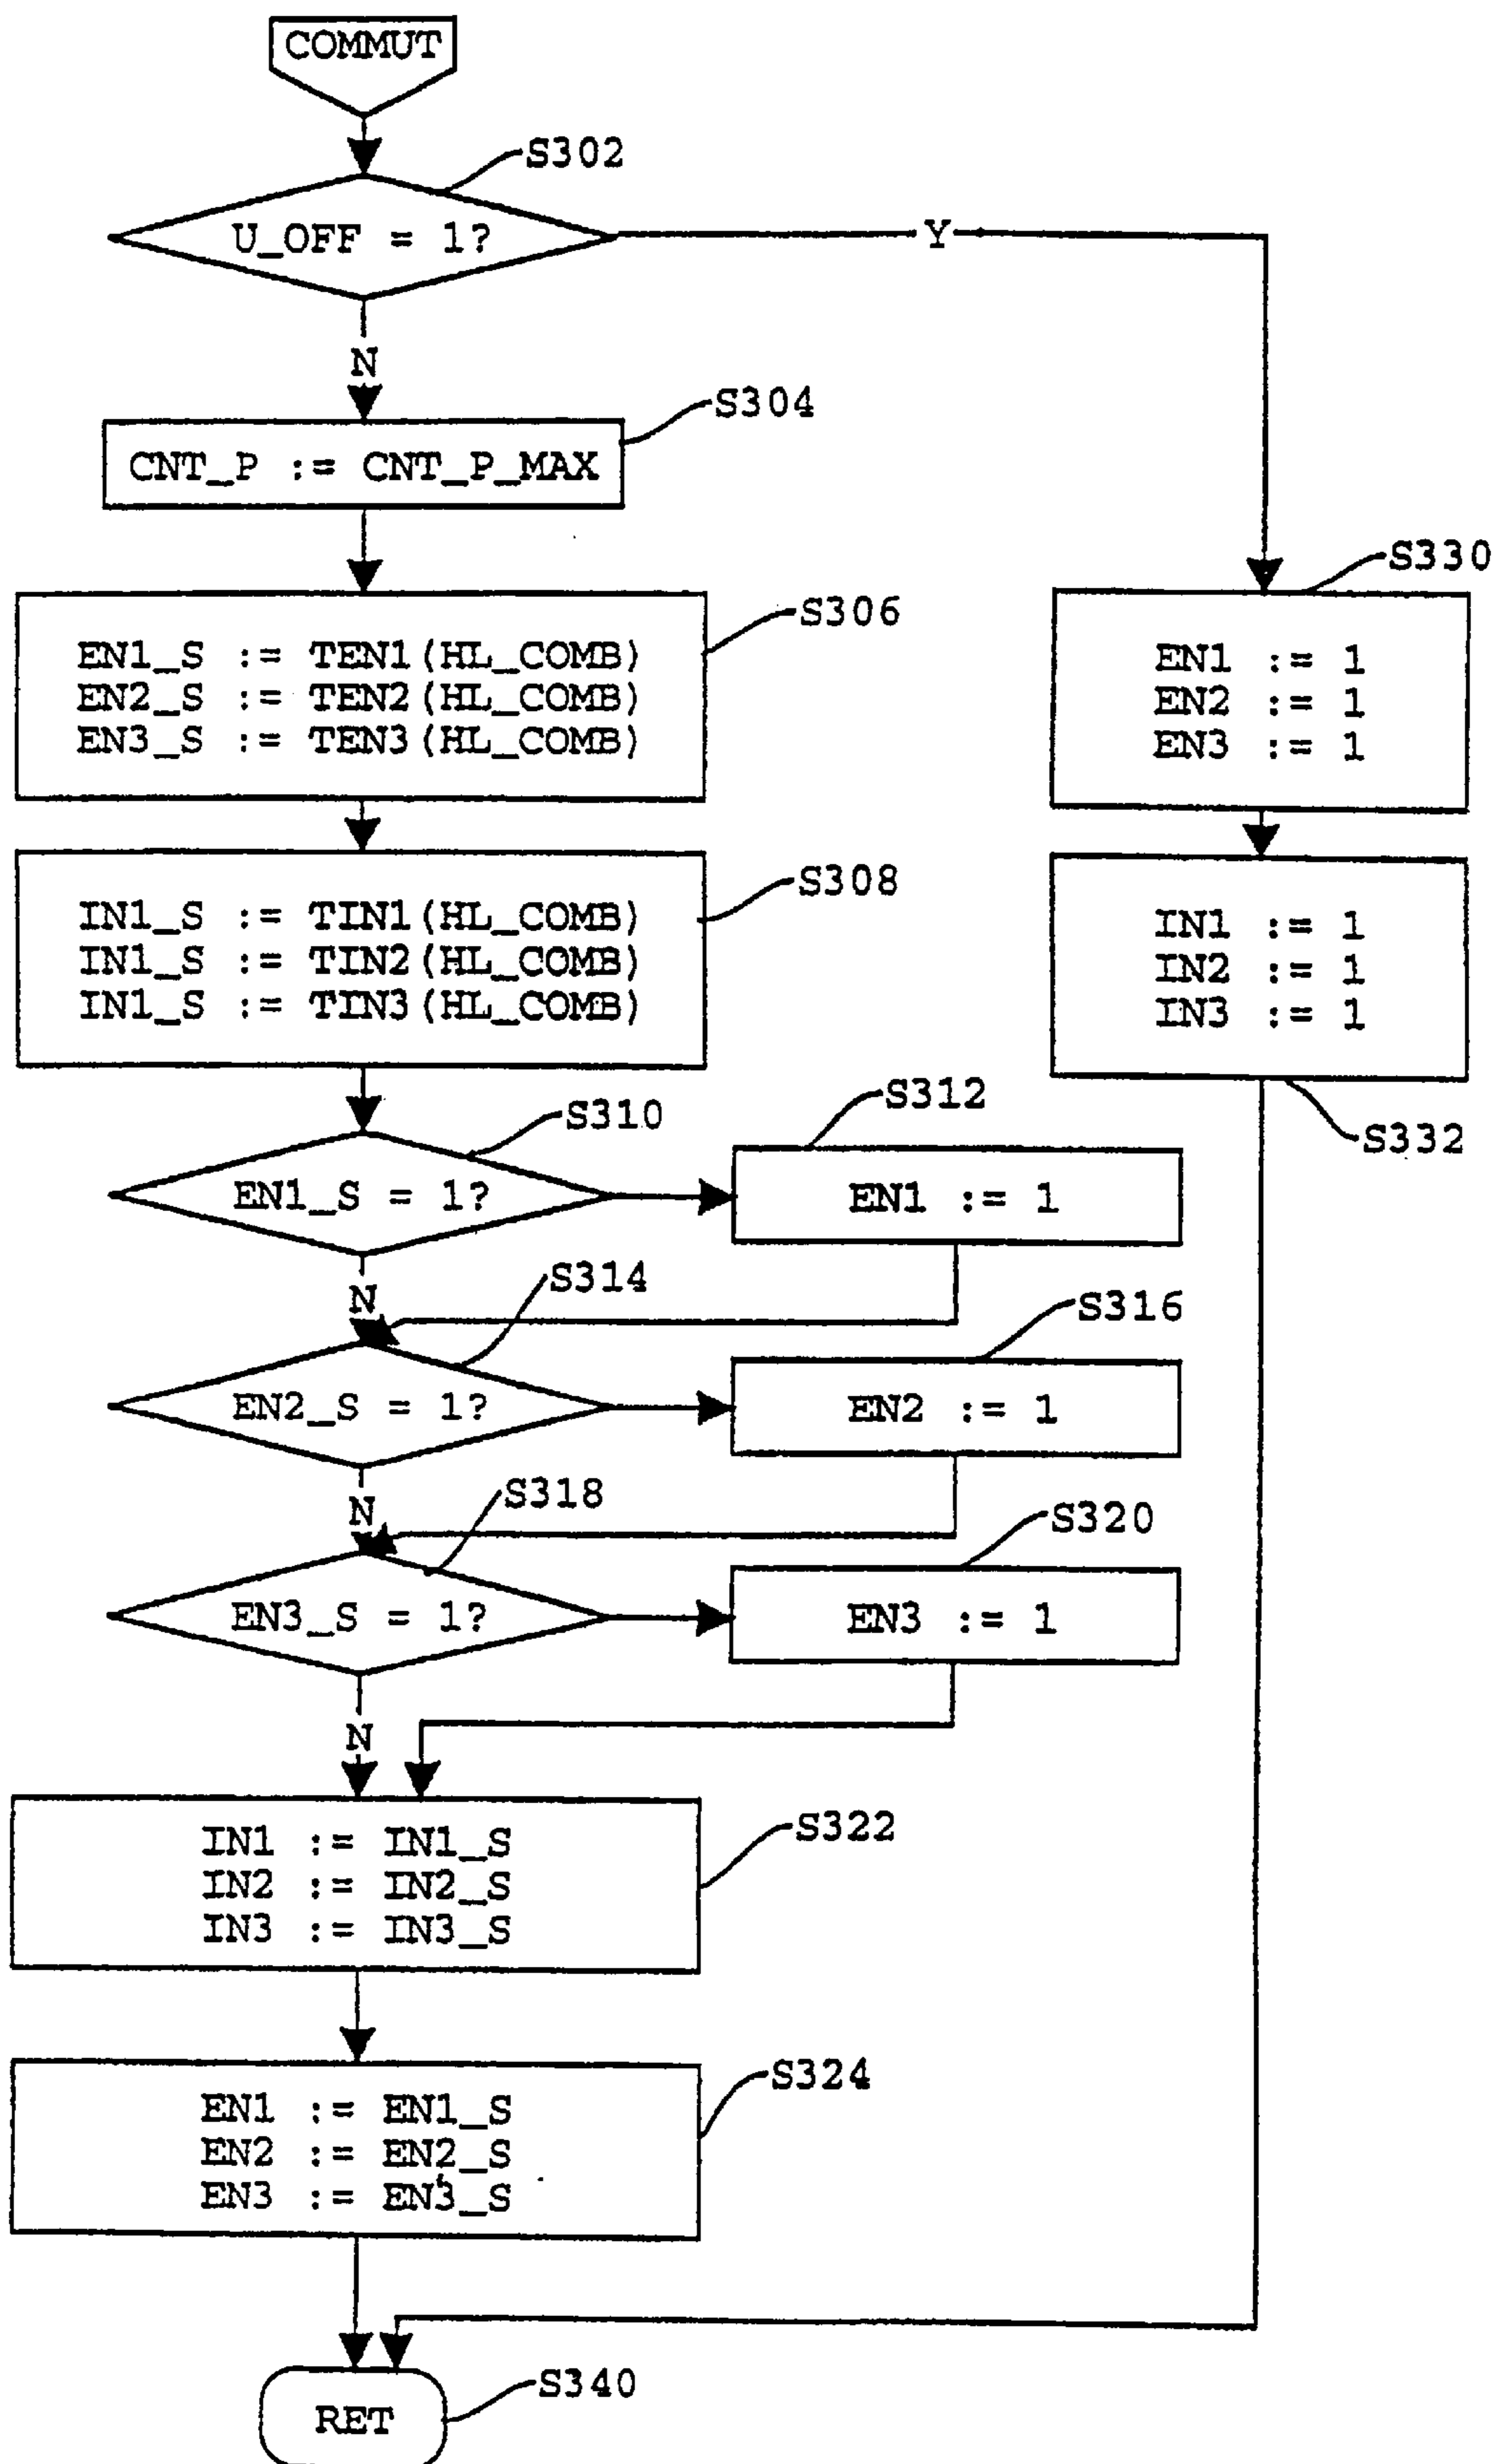 COMMUT
S302
U_OFF = 1?
Y
N
S304
CNT_P := CNT_P_MAX
S306
EN1_S := TEN1(HL_COMB)
EN2_S := TEN2(HL_COMB)
EN3_S := TEN3(HL_COMB)
S330
EN1 := 1
EN2 := 1
EN3 := 1
S308
IN1_S := TIN1(HL_COMB)
IN1_S := TIN2(HL_COMB)
IN1_S := TIN3(HL_COMB)
IN1 := 1
IN2 := 1
IN3 := 1
S332
S310
EN1_S = 1?
S312
EN1 := 1
N
S314
EN2_S = 1?
S316
EN2 := 1
N
S318
EN3_S = 1?
S320
EN3 := 1
N
S322
IN1 := IN1_S
IN2 := IN2_S
IN3 := IN3_S
S324
EN1 := EN1_S
EN2 := EN2_S
EN3 := EN3_S
S340
RET